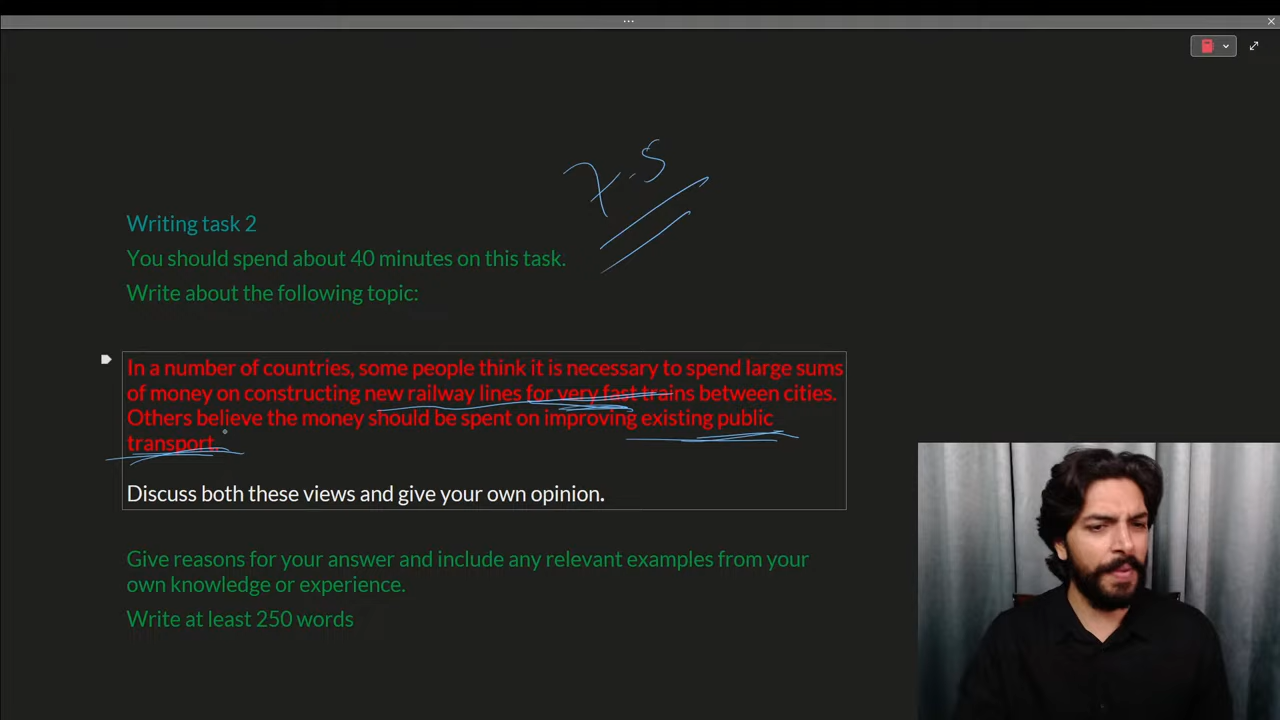 7.5
Writing task 2
You should spend about 40 minutes on this task.
Write about the following topic:
In a number of countries, some people think it is necessary to spend large sums
of money on constructing new railway lines for very fast trains between cities.
Others believe the money should be spent on improving existing public
transport.
Discuss both these views and give your own opinion.
Give reasons for your answer and include any relevant examples from your
own knowledge or experience.
Write at least 250 words